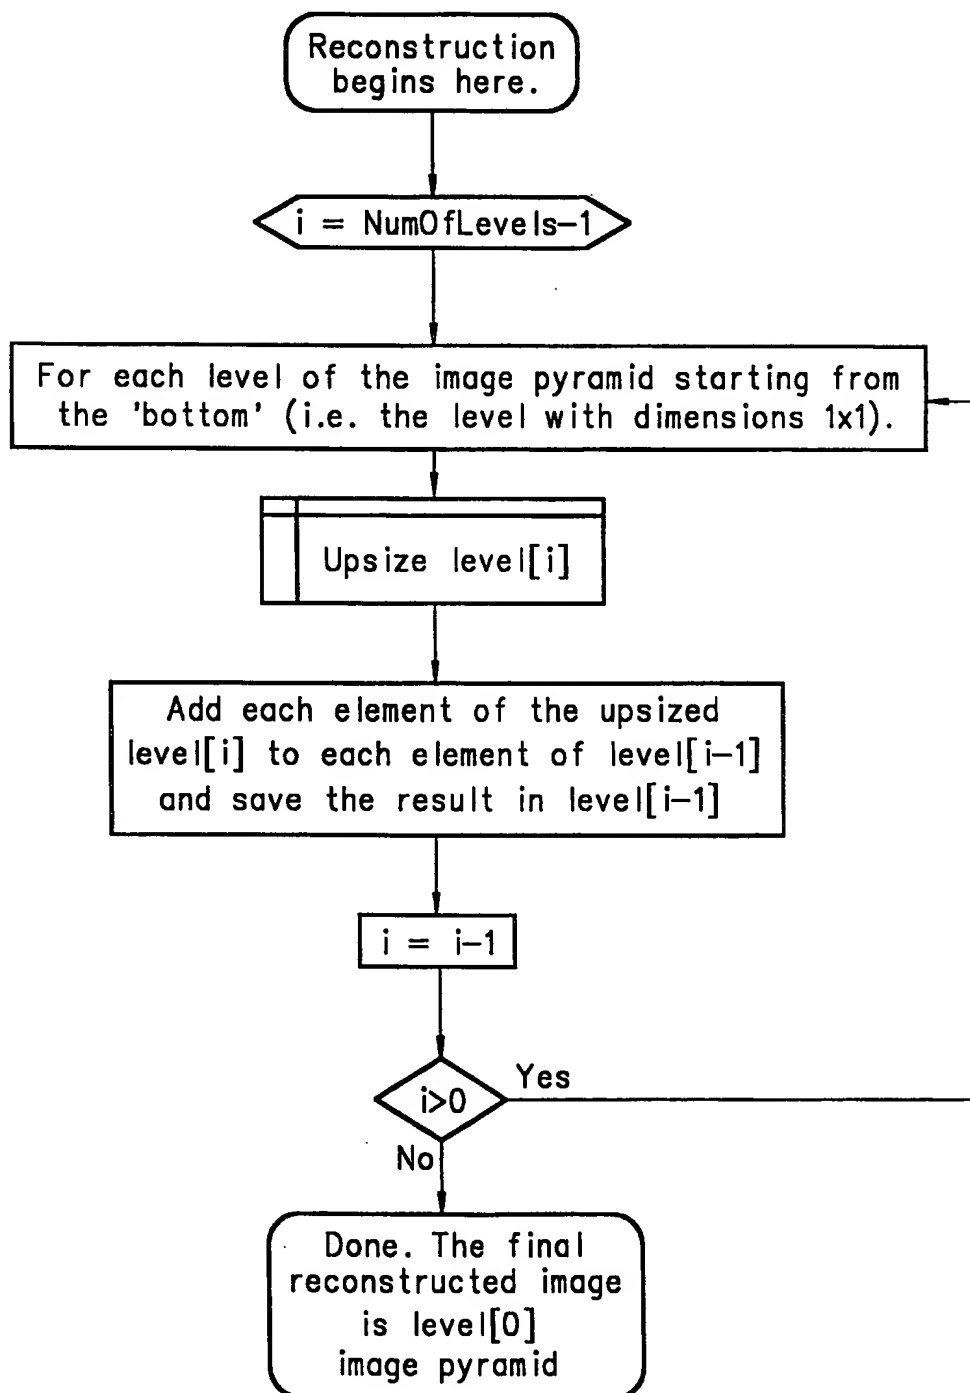 Reconstruction
begins here.
i = NumOfLevels-1
For each level of the image pyramid starting from
the 'bottom' (i.e. the level with dimensions 1x1).
Upsize level[i]
Add each element of the upsized
level[i] to each element of level[i-1]
and save the result in level[i-1]
i = i-1
i>0
Yes
No
Done. The final
reconstructed image
is level[0]
image pyramid